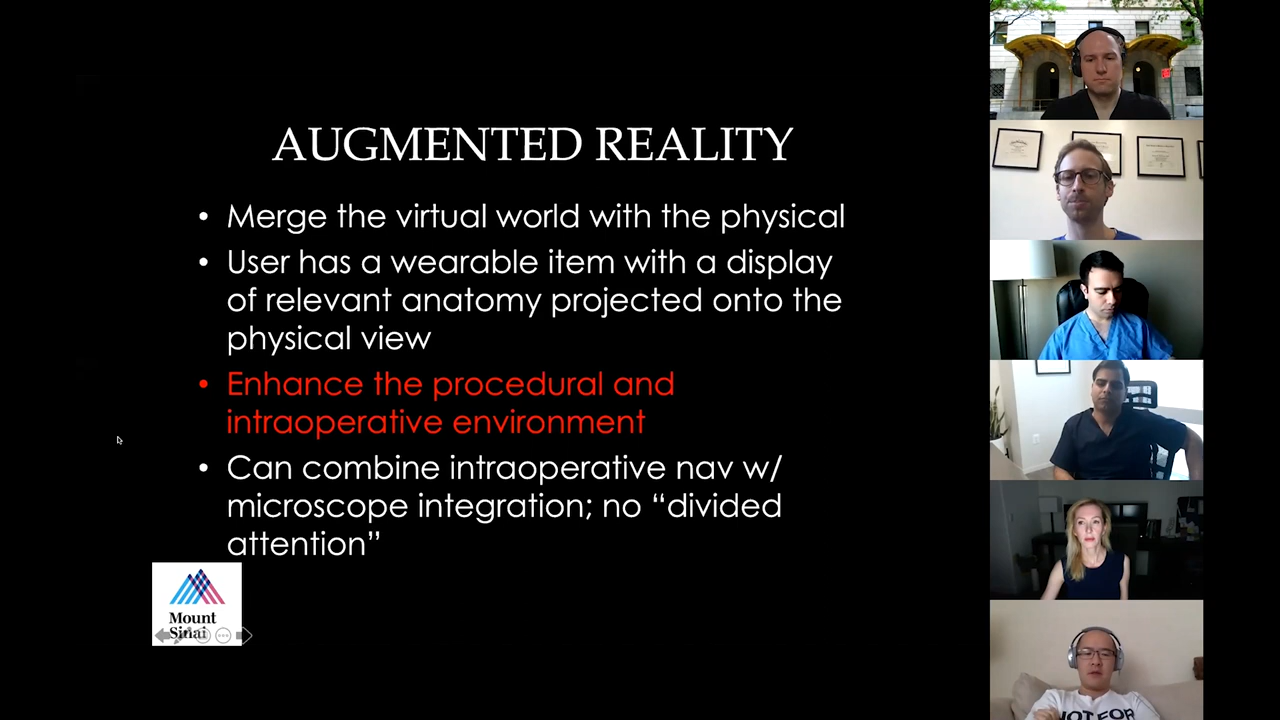 AUGMENTED REALITY
• Merge the virtual world with the physical
• User has a wearable item with a display
of relevant anatomy projected onto the
physical view
• Enhance the procedural and
intraoperative environment
• Can combine intraoperative nav w/
microscope integration; no “divided
attention”
Mount
Sinai
NOT FOR